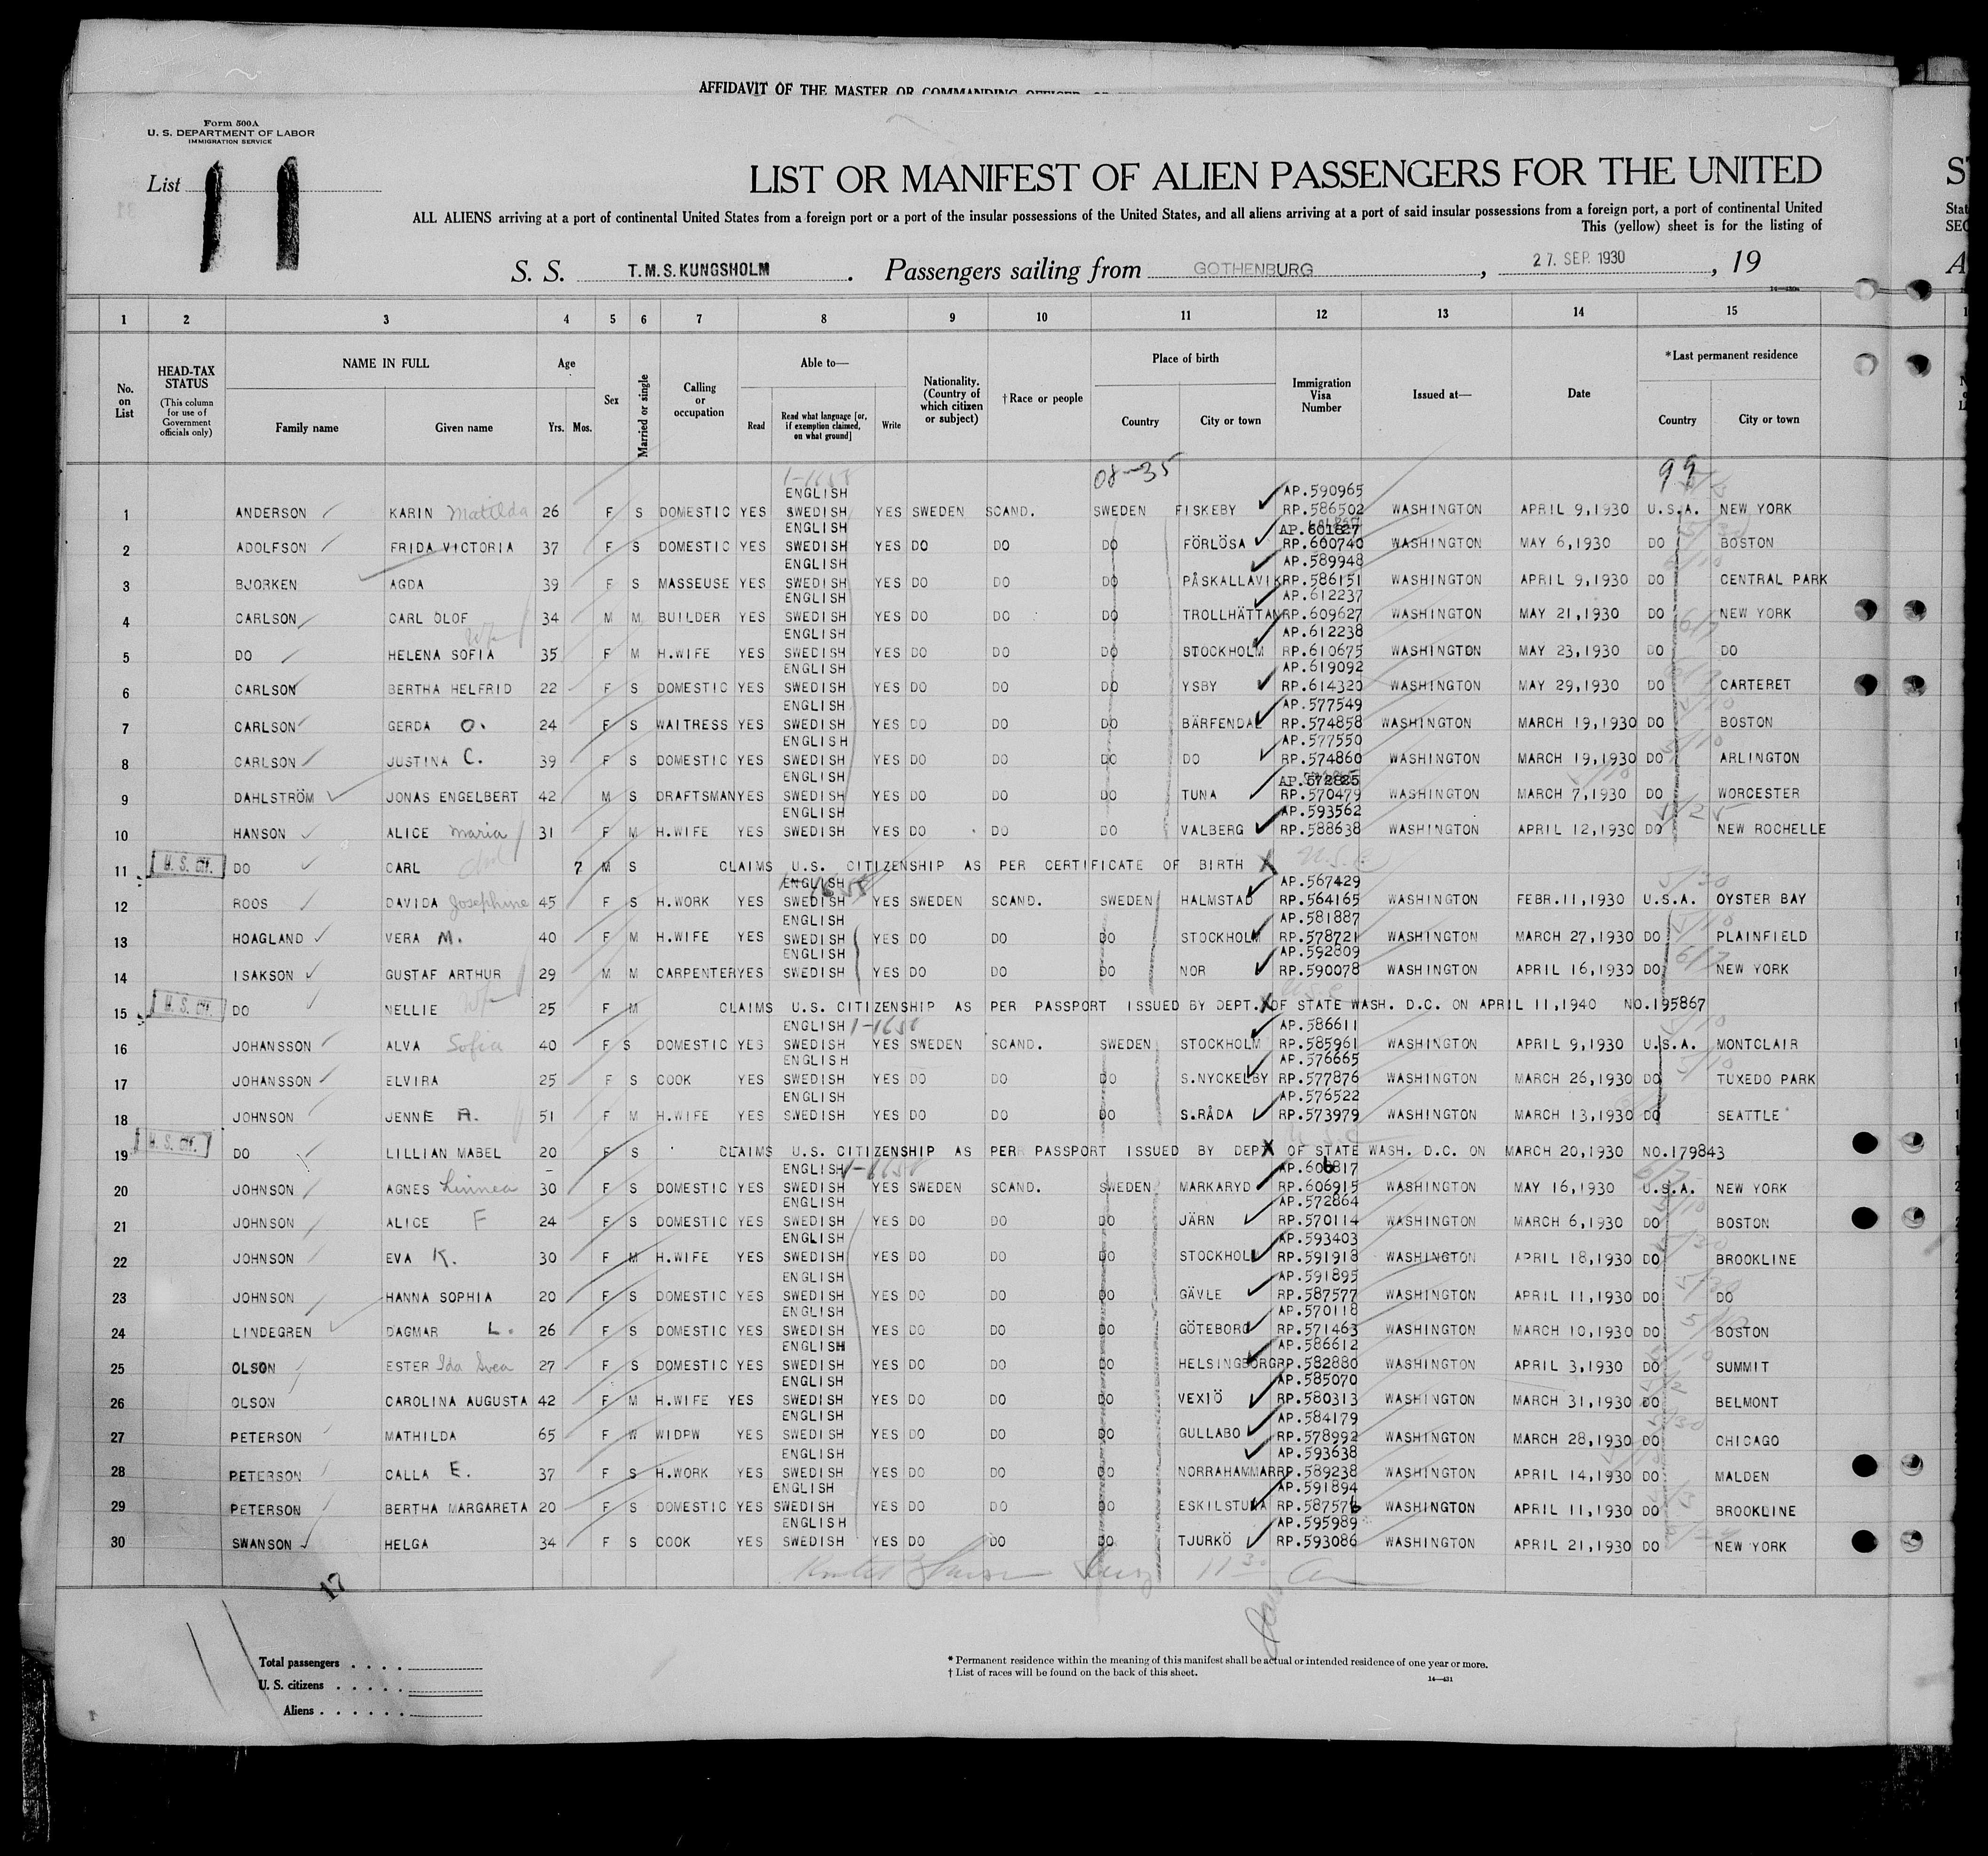 AFFIDAVIT OF THE MASTER OR COMMANDING OFFICER
Form 500A
U. S. DEPARTMENT OF LABOR
IMMIGRATION SERVICE
List 11
LIST OR MANIFEST OF ALIEN PASSENGERS FOR THE UNITED
ALL ALIENS arriving at a port of continental United States from a foreign port or a port of the insular possessions of the United States, and all aliens arriving at a port of said insular possessions from a foreign port, a port of continental United
This (yellow) sheet is for the listing of
S. S. T.M.S. KUNGSHOLM. Passengers sailing from GOTHENBURG, 27. SEP. 1930, 19
1 2 3 4 5 6 7 8 9 10 11 12 13 14 15
No. on List
HEAD-TAX STATUS (This column for use of Government officials only)
NAME IN FULL
Family name Given name
Age
Yrs. Mos.
Sex
Married or single
Calling or occupation
Able to—
Read
Read what language [or, if exemption claimed, on what ground]
Write
Nationality. (Country of which citizen or subject)
† Race or people
Place of birth
Country City or town
Immigration Visa Number
Issued at—
Date
* Last permanent residence
Country City or town
08-35 99
ENGLISH AP.590965
1 ANDERSON KARIN Matilda 26 F S DOMESTIC YES SWEDISH YES SWEDEN SCAND. SWEDEN FISKEBY RP.586502 WASHINGTON APRIL 9,1930 U.S.A. NEW YORK
ENGLISH AP.601827
2 ADOLFSON FRIDA VICTORIA 37 F S DOMESTIC YES SWEDISH YES DO DO DO FÖRLÖSA RP.600740 WASHINGTON MAY 6,1930 DO BOSTON
ENGLISH AP.589948
3 BJORKEN AGDA 39 F S MASSEUSE YES SWEDISH YES DO DO DO PÅSKALLAVIK RP.586151 WASHINGTON APRIL 9,1930 DO CENTRAL PARK
ENGLISH AP.612237
4 CARLSON CARL OLOF 34 M M BUILDER YES SWEDISH YES DO DO DO TROLLHÄTTAN RP.609627 WASHINGTON MAY 21,1930 DO NEW YORK
ENGLISH AP.612238
5 DO HELENA SOFIA 35 F M H.WIFE YES SWEDISH YES DO DO DO STOCKHOLM RP.610675 WASHINGTON MAY 23,1930 DO DO
ENGLISH AP.619092
6 CARLSON BERTHA HELFRID 22 F S DOMESTIC YES SWEDISH YES DO DO DO YSBY RP.614320 WASHINGTON MAY 29,1930 DO CARTERET
ENGLISH AP.577549
7 CARLSON GERDA O. 24 F S WAITRESS YES SWEDISH YES DO DO DO BÄRFENDAL RP.574858 WASHINGTON MARCH 19,1930 DO BOSTON
ENGLISH AP.577550
8 CARLSON JUSTINA C. 39 F S DOMESTIC YES SWEDISH YES DO DO DO DO RP.574860 WASHINGTON MARCH 19,1930 DO ARLINGTON
ENGLISH AP.572825
9 DAHLSTRÖM JONAS ENGELBERT 42 M S DRAFTSMAN YES SWEDISH YES DO DO DO TUNA RP.570479 WASHINGTON MARCH 7,1930 DO WORCESTER
ENGLISH AP.593562
10 HANSON ALICE Maria 31 F M H.WIFE YES SWEDISH YES DO DO DO VALBERG RP.588638 WASHINGTON APRIL 12,1930 DO NEW ROCHELLE
11 U.S. Cit. DO CARL 7 M S CLAIMS U.S. CITIZENSHIP AS PER CERTIFICATE OF BIRTH X
ENGLISH AP.567429
12 ROOS DAVIDA Josephine 45 F S H.WORK YES SWEDISH YES SWEDEN SCAND. SWEDEN HALMSTAD RP.564165 WASHINGTON FEBR.11,1930 U.S.A. OYSTER BAY
ENGLISH AP.581887
13 HOAGLAND VERA M. 40 F M H.WIFE YES SWEDISH YES DO DO DO STOCKHOLM RP.578721 WASHINGTON MARCH 27,1930 DO PLAINFIELD
ENGLISH AP.592809
14 ISAKSON GUSTAF ARTHUR 29 M M CARPENTER YES SWEDISH YES DO DO DO NOR RP.590078 WASHINGTON APRIL 16,1930 DO NEW YORK
15 U.S. Cit. DO NELLIE 25 F M CLAIMS U.S. CITIZENSHIP AS PER PASSPORT ISSUED BY DEPT. OF STATE WASH. D.C. ON APRIL 11,1940 NO.195867
ENGLISH AP.586611
16 JOHANSSON ALVA Sofia 40 F S DOMESTIC YES SWEDISH YES SWEDEN SCAND. SWEDEN STOCKHOLM RP.585961 WASHINGTON APRIL 9,1930 U.S.A. MONTCLAIR
ENGLISH AP.576665
17 JOHANSSON ELVIRA 25 F S COOK YES SWEDISH YES DO DO DO S.NYCKELBY RP.577876 WASHINGTON MARCH 26,1930 DO TUXEDO PARK
ENGLISH AP.576522
18 JOHNSON JENNE A. 51 F M H.WIFE YES SWEDISH YES DO DO DO S.RÅDA RP.573979 WASHINGTON MARCH 13,1930 DO SEATTLE
19 U.S. Cit. DO LILLIAN MABEL 20 F S CLAIMS U.S. CITIZENSHIP AS PER PASSPORT ISSUED BY DEP OF STATE WASH. D.C. ON MARCH 20,1930 NO.179843
ENGLISH AP.606817
20 JOHNSON AGNES Linnea 30 F S DOMESTIC YES SWEDISH YES SWEDEN SCAND. SWEDEN MARKARYD RP.606915 WASHINGTON MAY 16,1930 U.S.A. NEW YORK
ENGLISH AP.572864
21 JOHNSON ALICE F 24 F S DOMESTIC YES SWEDISH YES DO DO DO JÄRN RP.570114 WASHINGTON MARCH 6,1930 DO BOSTON
ENGLISH AP.593403
22 JOHNSON EVA K. 30 F M H.WIFE YES SWEDISH YES DO DO DO STOCKHOLM RP.591918 WASHINGTON APRIL 18,1930 DO BROOKLINE
ENGLISH AP.591895
23 JOHNSON HANNA SOPHIA 20 F S DOMESTIC YES SWEDISH YES DO DO DO GÄVLE RP.587577 WASHINGTON APRIL 11,1930 DO DO
ENGLISH AP.570118
24 LINDEGREN DAGMAR L. 26 F S DOMESTIC YES SWEDISH YES DO DO DO GÖTEBORG RP.571463 WASHINGTON MARCH 10,1930 DO BOSTON
ENGLISH AP.586612
25 OLSON ESTER Ida Svea 27 F S DOMESTIC YES SWEDISH YES DO DO DO HELSINGBORG RP.582880 WASHINGTON APRIL 3,1930 DO SUMMIT
ENGLISH AP.585070
26 OLSON CAROLINA AUGUSTA 42 F M H.WIFE YES SWEDISH YES DO DO DO VEXIÖ RP.580313 WASHINGTON MARCH 31,1930 DO BELMONT
ENGLISH AP.584179
27 PETERSON MATHILDA 65 F W WIDPW YES SWEDISH YES DO DO DO GULLABO RP.578992 WASHINGTON MARCH 28,1930 DO CHICAGO
ENGLISH AP.593638
28 PETERSON CALLA E. 37 F S H.WORK YES SWEDISH YES DO DO DO NORRAHAMMAR RP.589238 WASHINGTON APRIL 14,1930 DO MALDEN
ENGLISH AP.591894
29 PETERSON BERTHA MARGARETA 20 F S DOMESTIC YES SWEDISH YES DO DO DO ESKILSTUNA RP.587576 WASHINGTON APRIL 11,1930 DO BROOKLINE
ENGLISH AP.595989
30 SWANSON HELGA 34 F S COOK YES SWEDISH YES DO DO DO TJURKÖ RP.593086 WASHINGTON APRIL 21,1930 DO NEW YORK
17
Total passengers
U. S. citizens
Aliens
* Permanent residence within the meaning of this manifest shall be actual or intended residence of one year or more.
† List of races will be found on the back of this sheet.
14—431